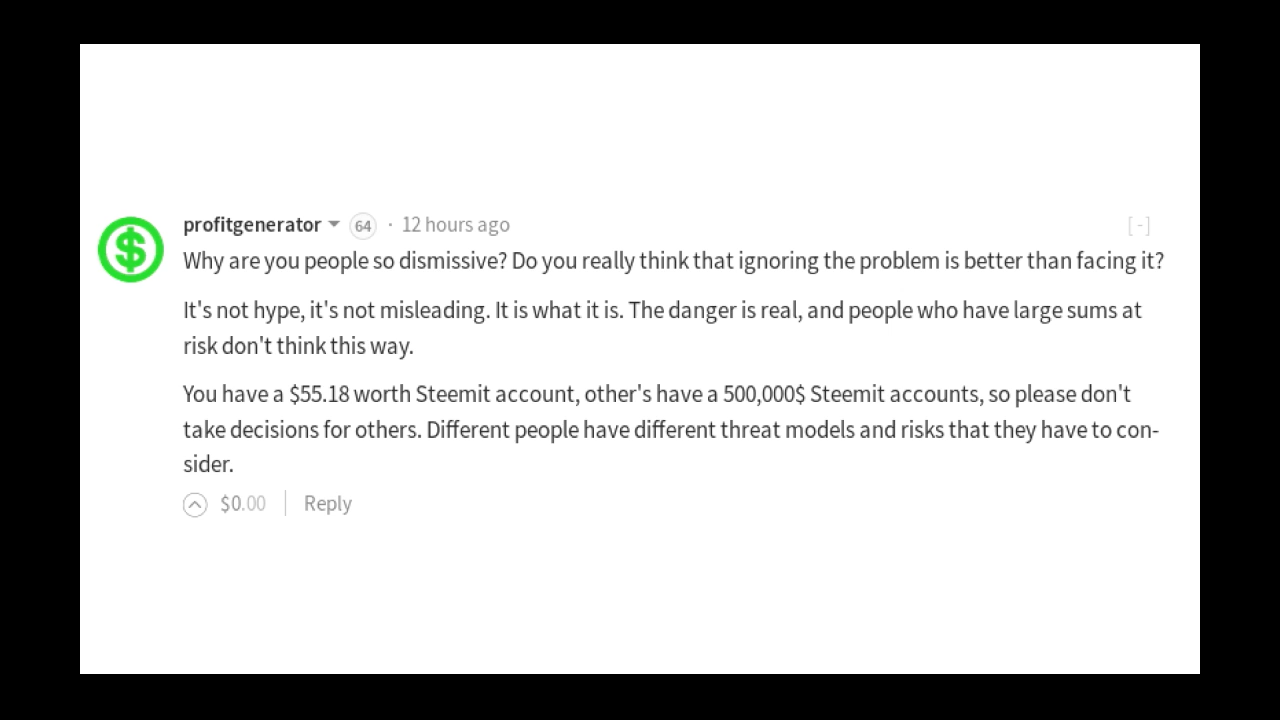 profitgenerator 64 · 12 hours ago [-]
Why are you people so dismissive? Do you really think that ignoring the problem is better than facing it?
It's not hype, it's not misleading. It is what it is. The danger is real, and people who have large sums at
risk don't think this way.
You have a $55.18 worth Steemit account, other's have a 500,000$ Steemit accounts, so please don't
take decisions for others. Different people have different threat models and risks that they have to con-
sider.
$0.00 Reply